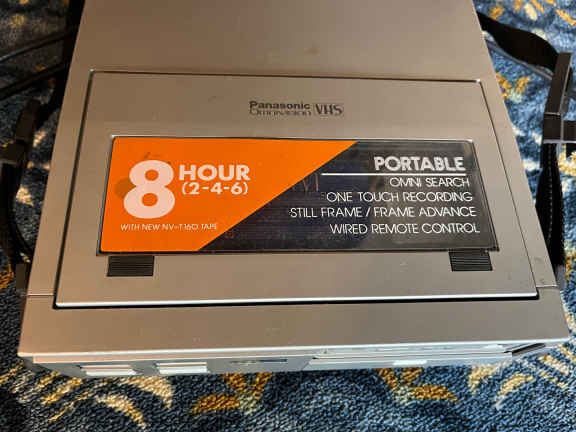 Panasonic
Omnivision VHS
8 HOUR
(2-4-6)
WITH NEW NV-T160 TAPE
PORTABLE
OMNI SEARCH
ONE TOUCH RECORDING
STILL FRAME / FRAME ADVANCE
WIRED REMOTE CONTROL